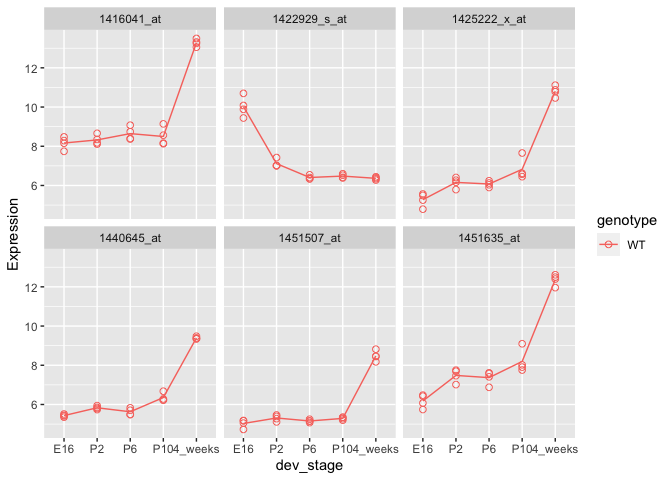 1416041_at 1422929_s_at 1425222_x_at
12
10
8
6
1440645_at 1451507_at 1451635_at
12
10
8
6
E16 P2 P6 P104_weeks E16 P2 P6 P104_weeks E16 P2 P6 P104_weeks
dev_stage
Expression
genotype
WT